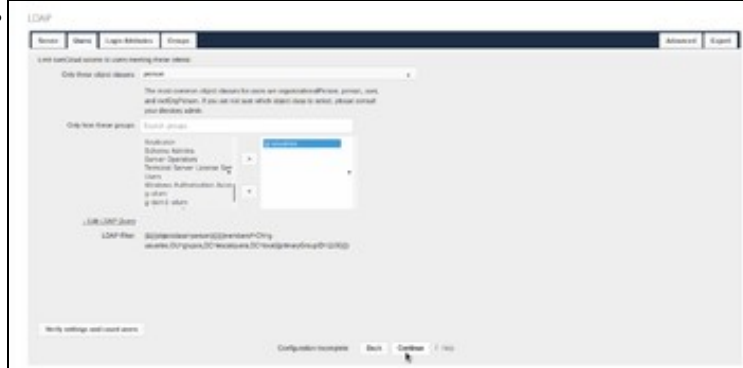 LDAP
Server Users Login Attributes Groups Advanced Expert
Limit ownCloud access to users meeting these criteria:
Only these object classes: person
The most common object classes for users are organizationalPerson, person, user,
and inetOrgPerson. If you are not sure which object class to select, please consult
your directory admin.
Only from these groups: Search groups
Replicator
Schema Admins
Server Operators
Terminal Server License Ser
Users
Windows Authorization Acces
> <
↓ Edit LDAP Query
LDAP Filter:
Verify settings and count users
Configuration incomplete Back Continue Help